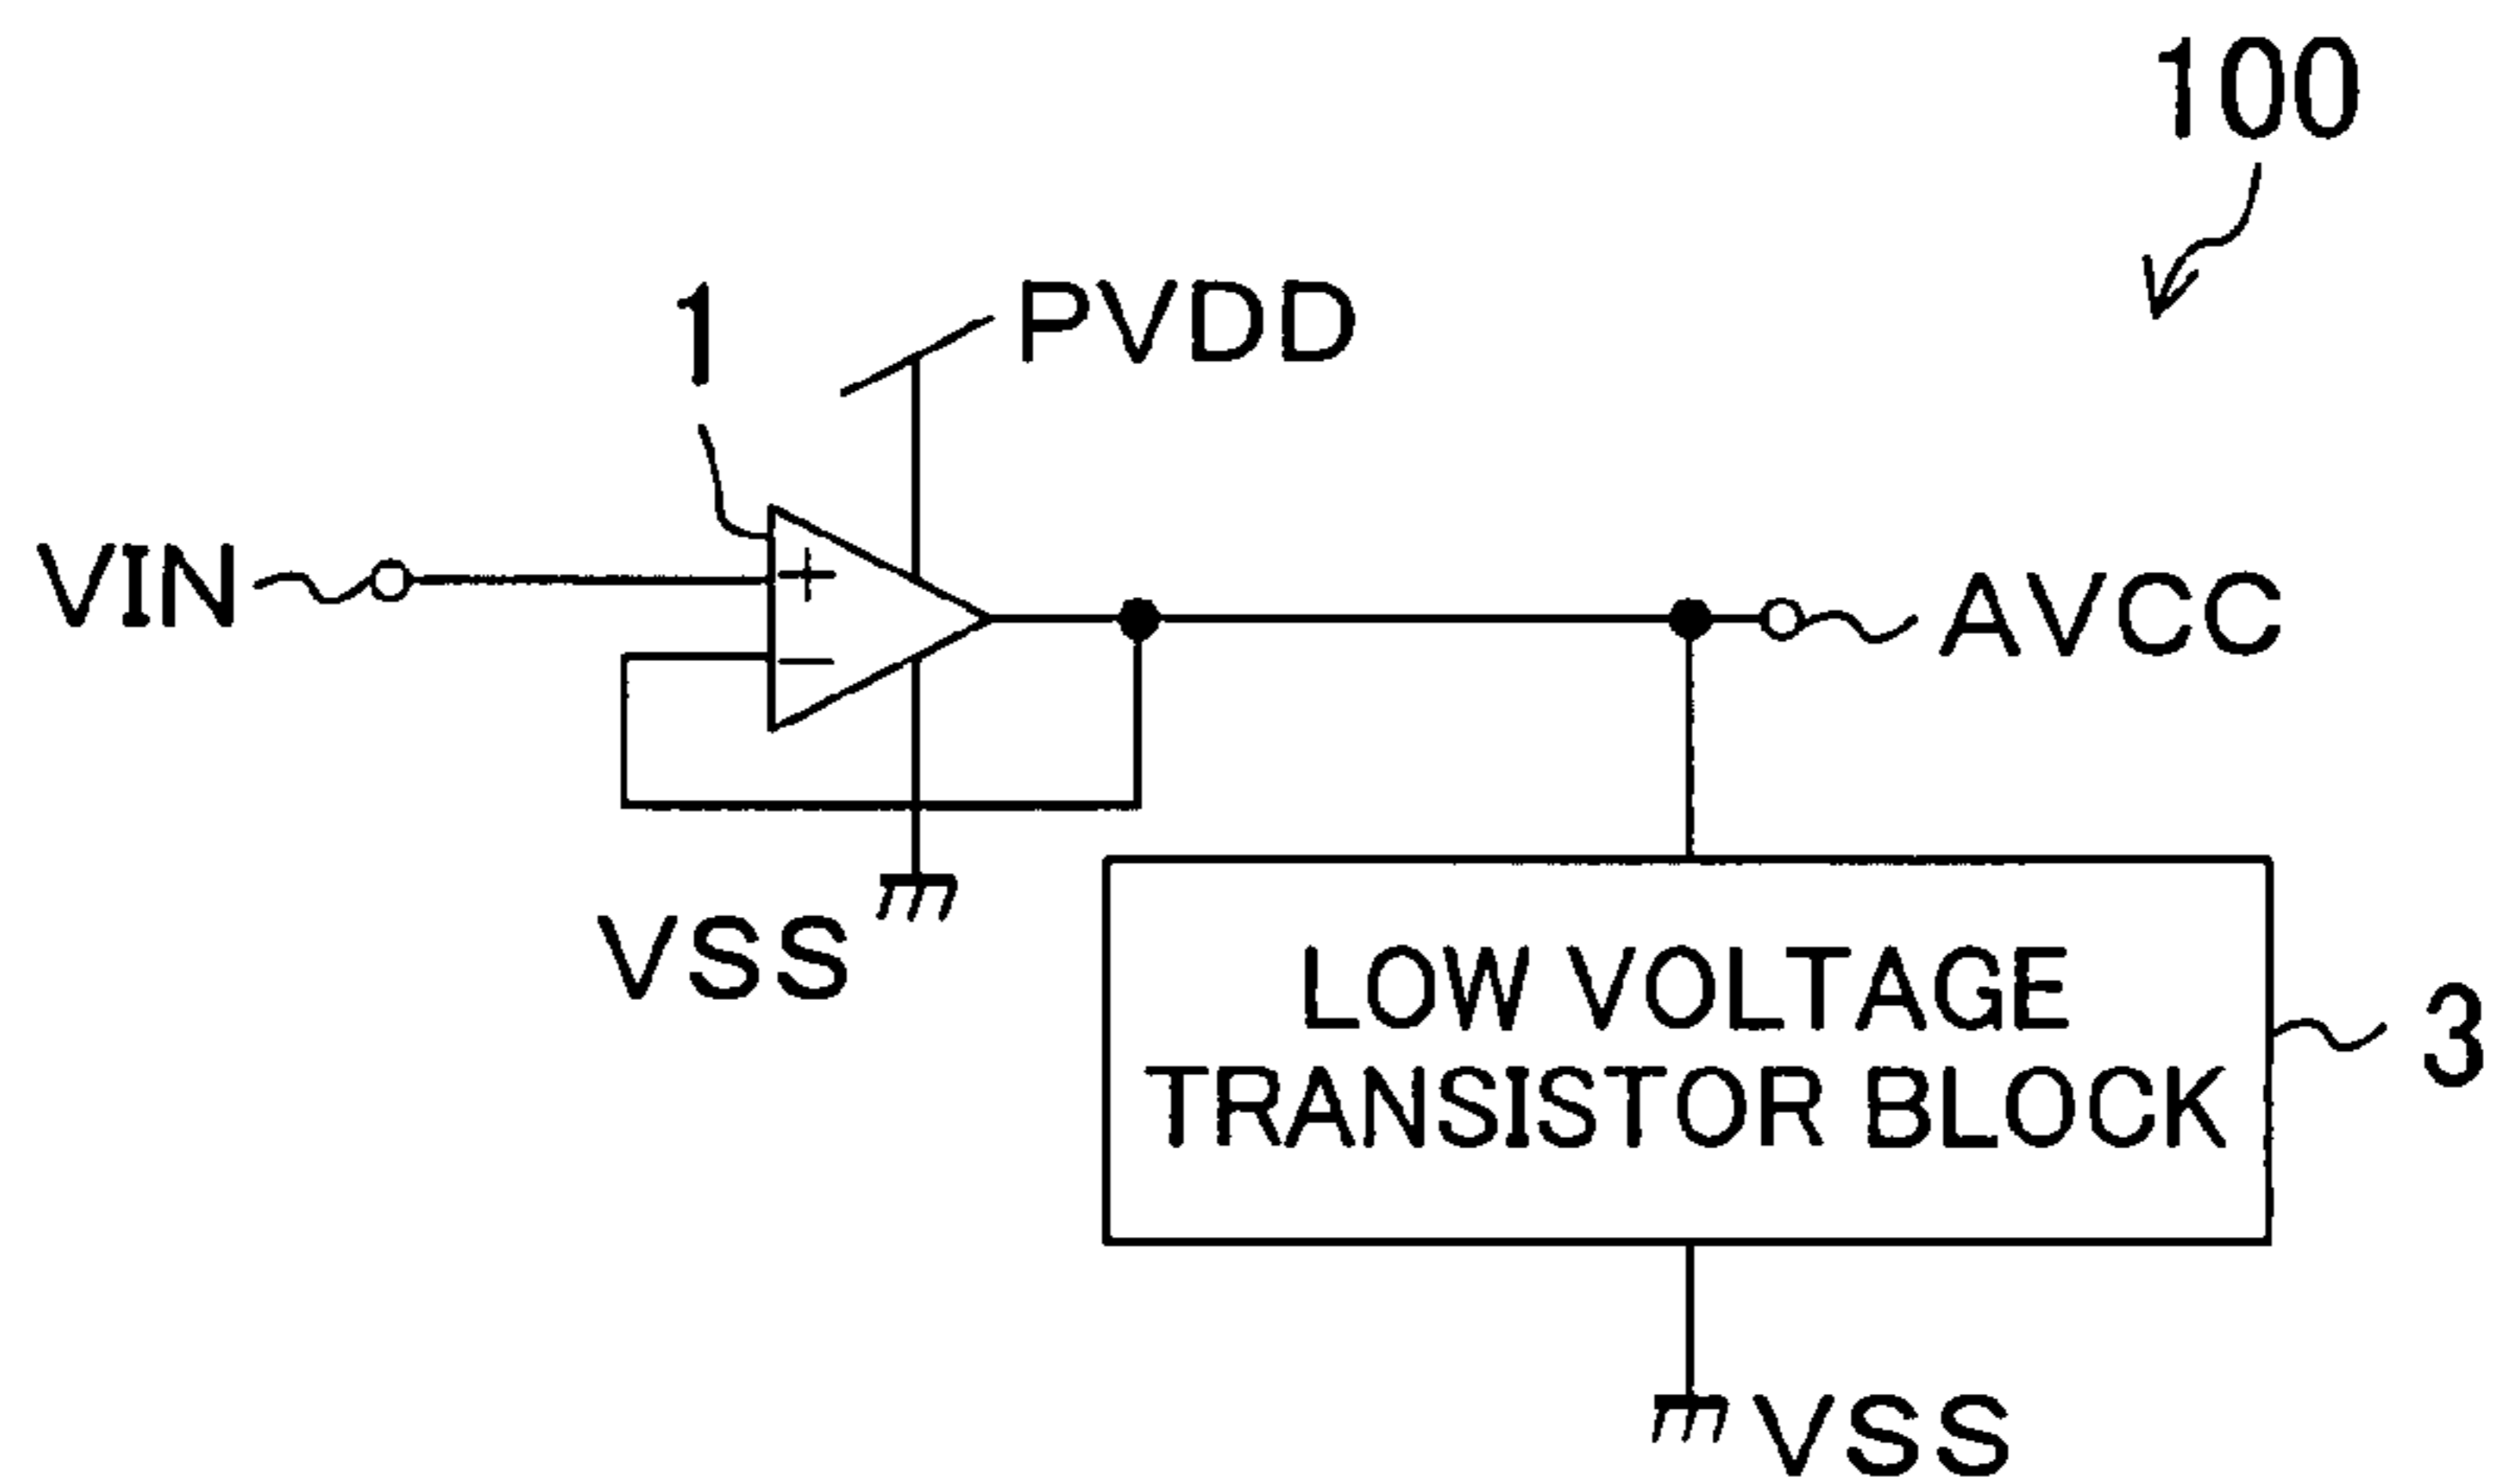 100
1
PVDD
VIN
+
AVCC
−
VSS
LOW VOLTAGE
TRANSISTOR BLOCK
3
VSS